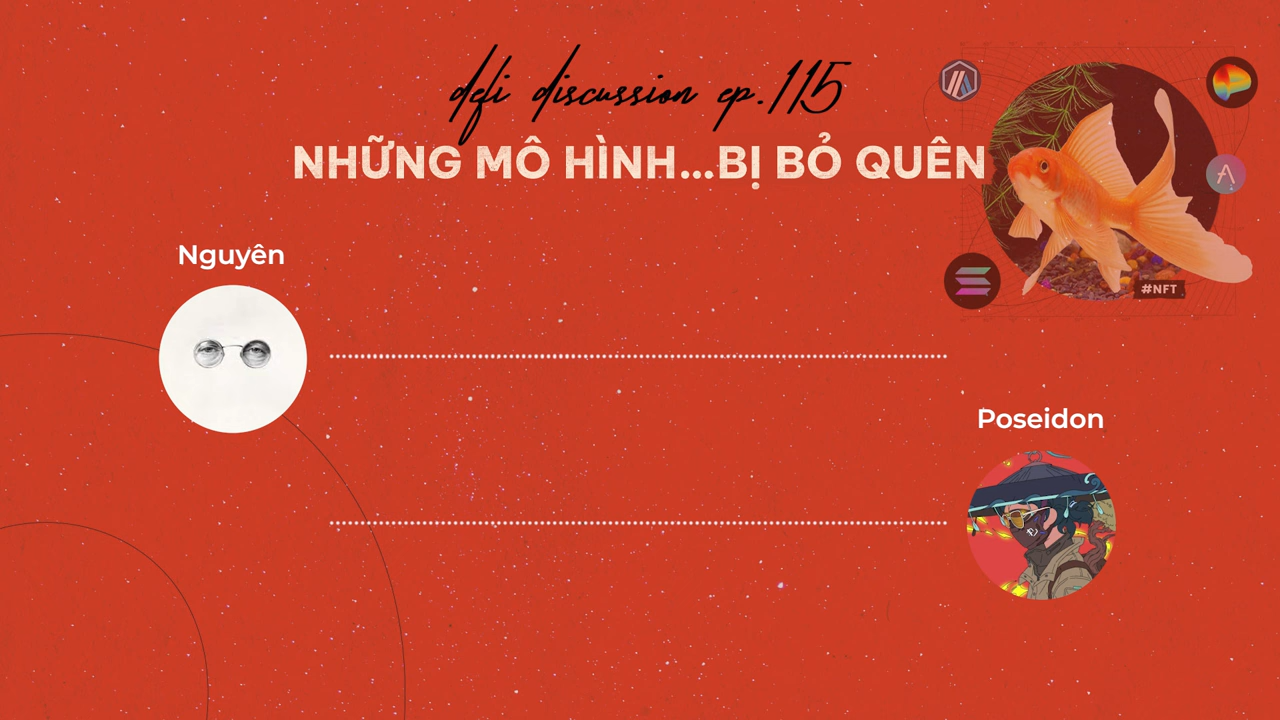 defi discussion ep.115
NHỮNG MÔ HÌNH...BỊ BỎ QUÊN
#NFT
Nguyên
Poseidon